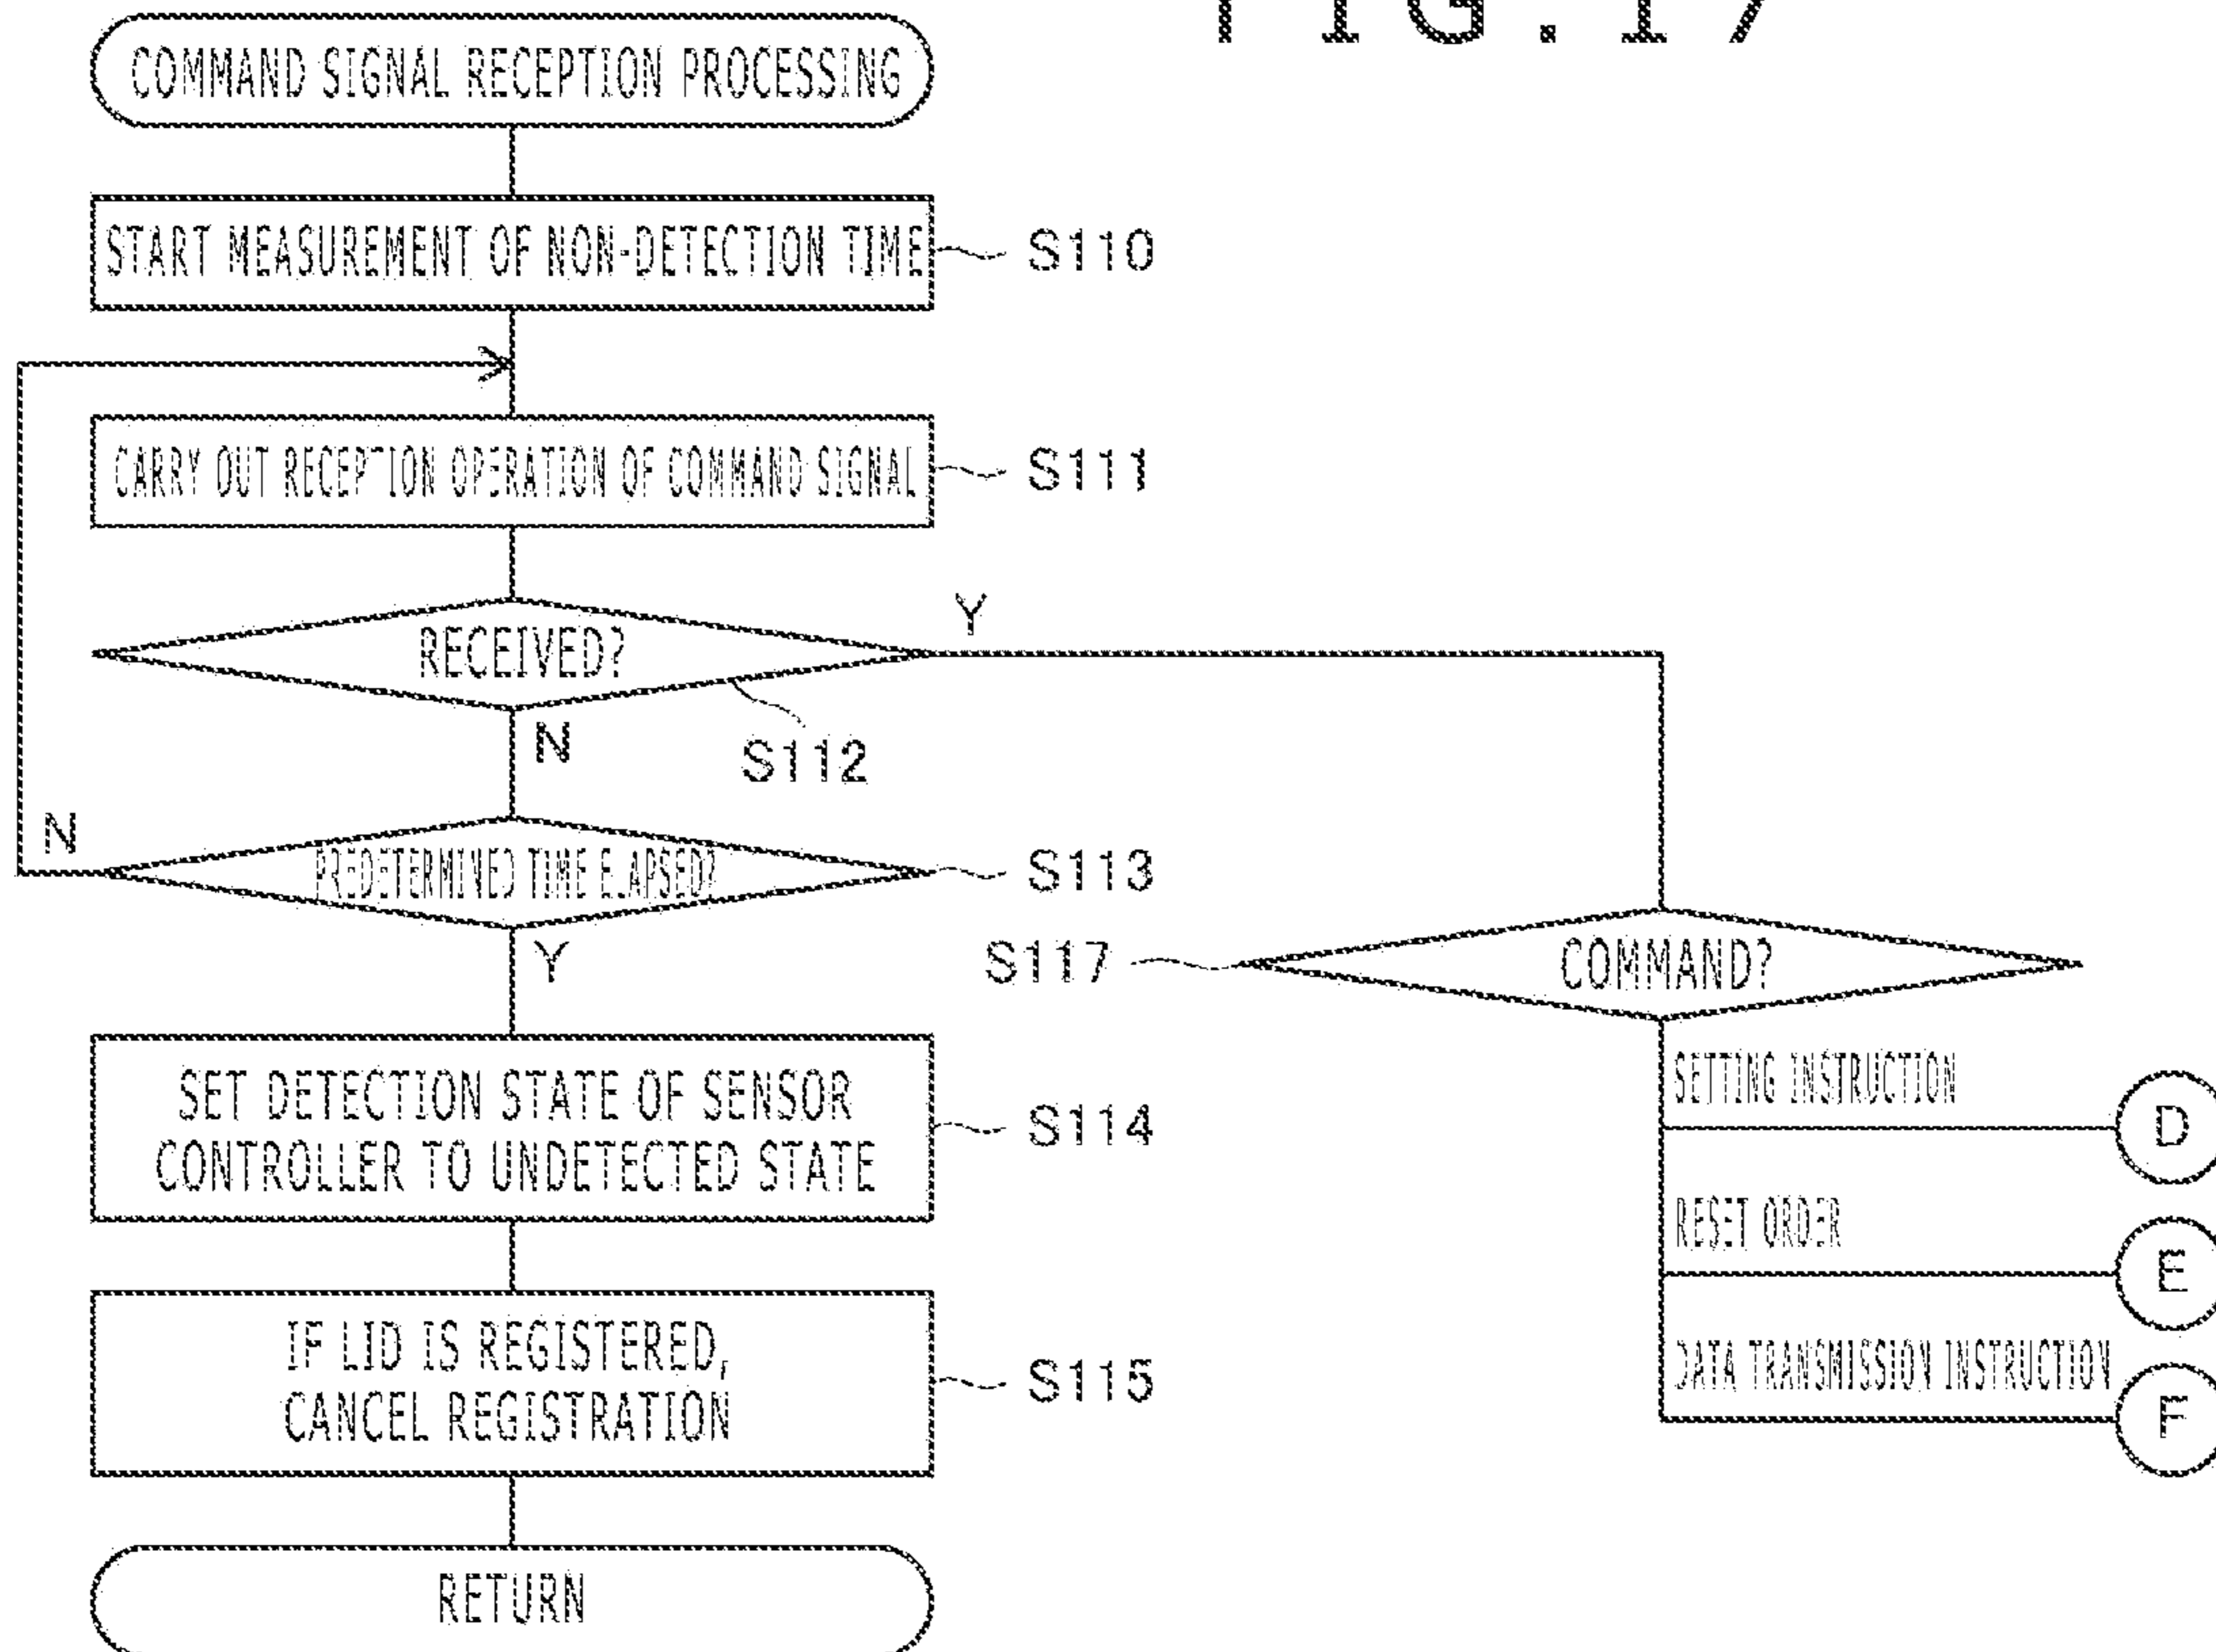 FIG.17
COMMAND SIGNAL RECEPTION PROCESSING
START MEASUREMENT OF NON-DETECTION TIME
S110
CARRY OUT RECEPTION OPERATION OF COMMAND SIGNAL
S111
RECEIVED?
Y
N
S112
N
PREDETERMINED TIME ELAPSED?
S113
Y
S117
COMMAND?
SET DETECTION STATE OF SENSOR
CONTROLLER TO UNDETECTED STATE
S114
SETTING INSTRUCTION
D
RESET ORDER
E
IF LID IS REGISTERED,
CANCEL REGISTRATION
S115
DATA TRANSMISSION INSTRUCTION
F
RETURN